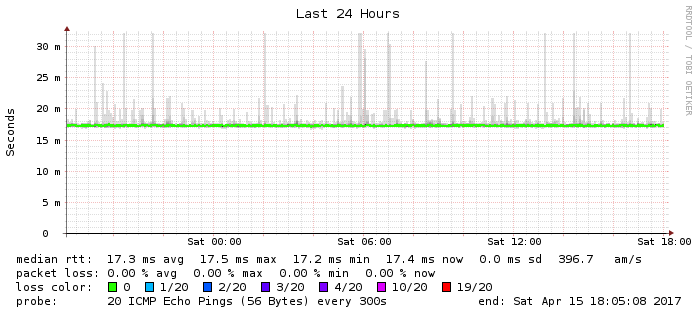 Last 24 Hours
RRDTOOL / TOBI OETIKER
Seconds
30 m
25 m
20 m
15 m
10 m
5 m
0
Sat 00:00 Sat 06:00 Sat 12:00 Sat 18:00
median rtt: 17.3 ms avg 17.5 ms max 17.2 ms min 17.4 ms now 0.0 ms sd 396.7 am/s
packet loss: 0.00 % avg 0.00 % max 0.00 % min 0.00 % now
loss color: 0 1/20 2/20 3/20 4/20 10/20 19/20
probe: 20 ICMP Echo Pings (56 Bytes) every 300s end: Sat Apr 15 18:05:08 2017